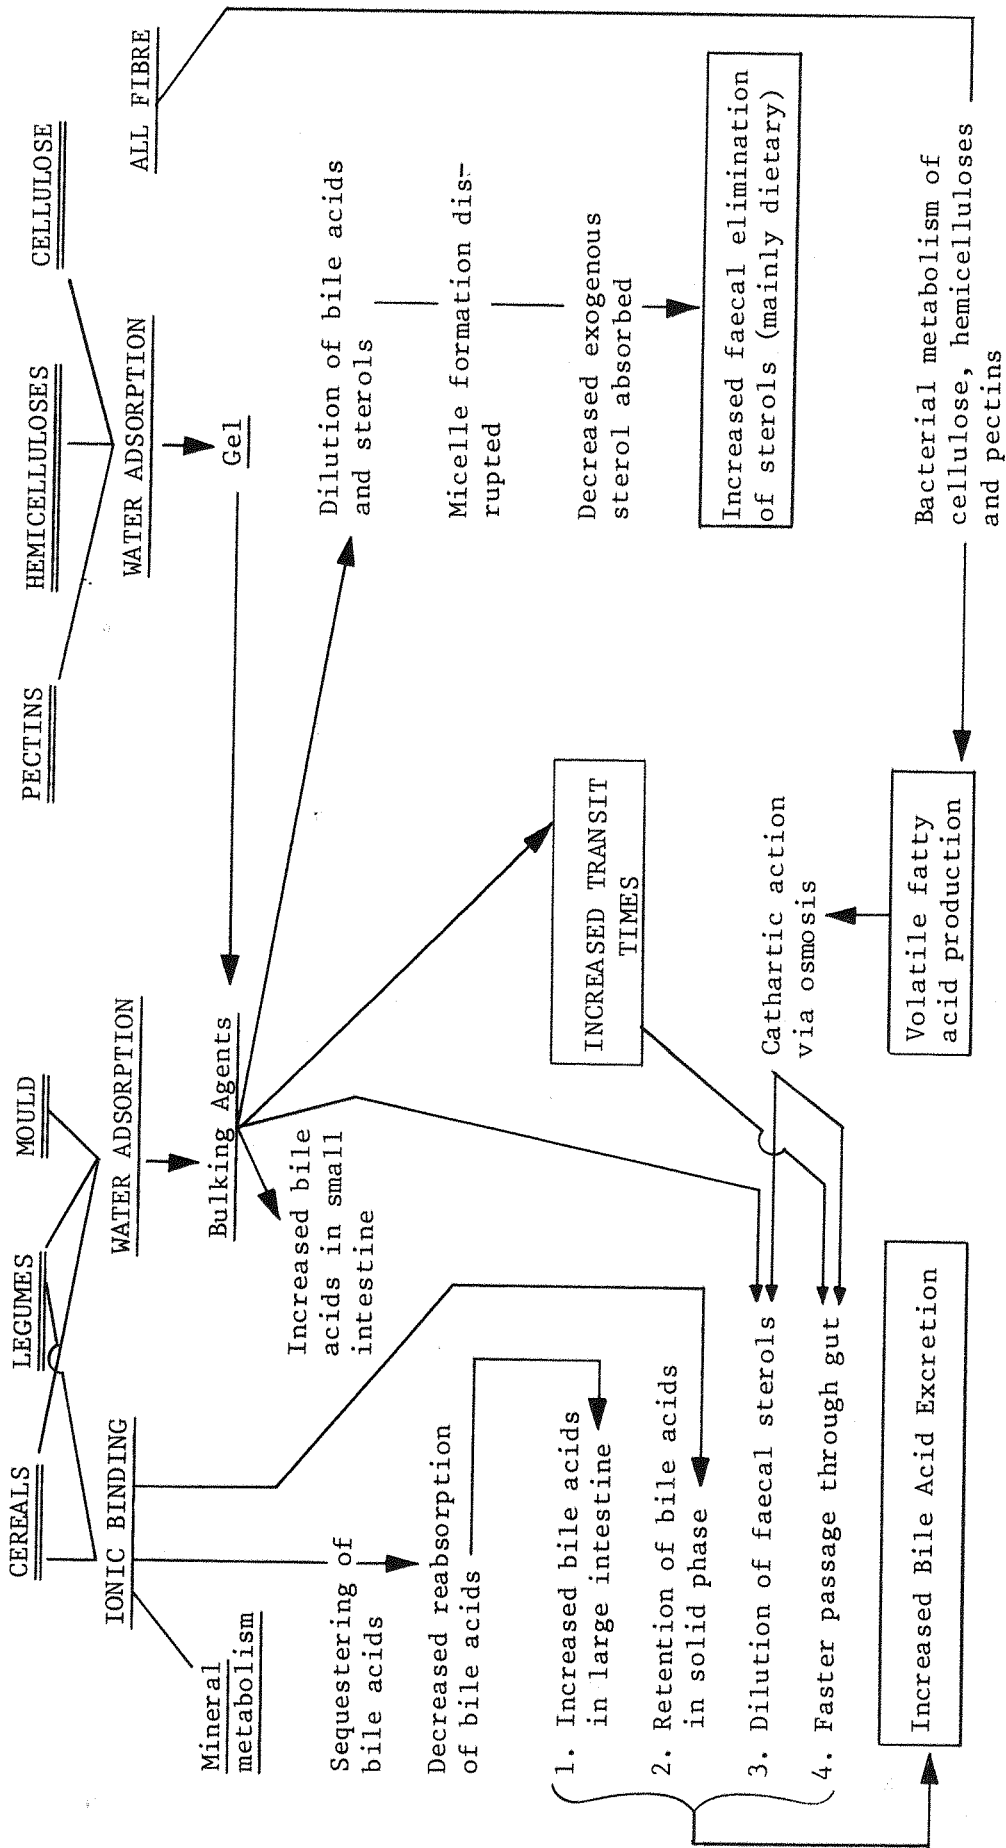 CEREALS
LEGUMES
MOULD
PECTINS
HEMICELLULOSES
CELLULOSE
IONIC BINDING
WATER ADSORPTION
WATER ADSORPTION
ALL FIBRE
Mineral
metabolism
Bulking Agents
Gel
Sequestering of
bile acids
Increased bile
acids in small
intestine
Dilution of bile acids
and sterols
Decreased reabsorption
of bile acids
Micelle formation dis-
rupted
1. Increased bile acids
in large intestine
INCREASED TRANSIT
TIMES
Decreased exogenous
sterol absorbed
2. Retention of bile acids
in solid phase
Increased faecal elimination
of sterols (mainly dietary)
3. Dilution of faecal sterols
Cathartic action
via osmosis
4. Faster passage through gut
Increased Bile Acid Excretion
Volatile fatty
acid production
Bacterial metabolism of
cellulose, hemicelluloses
and pectins